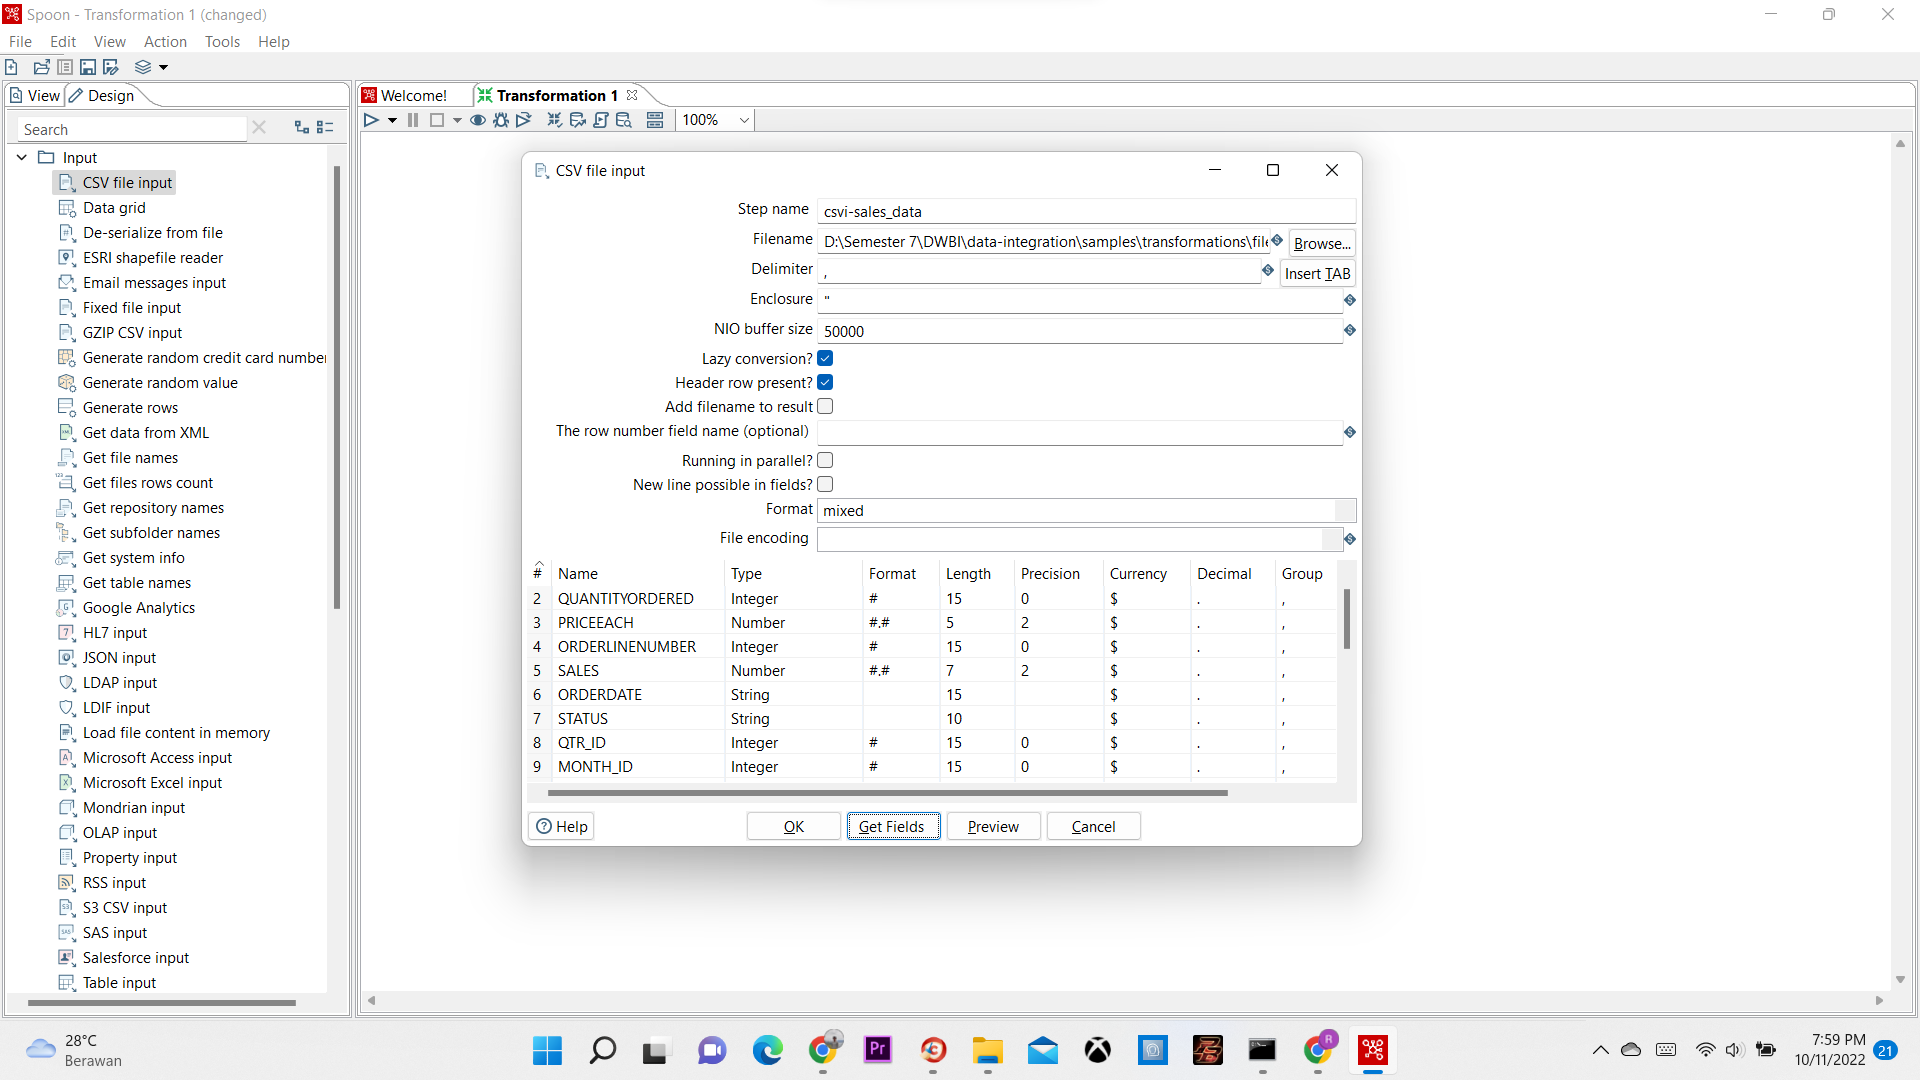 Spoon - Transformation 1 (changed)
File Edit View Action Tools Help
View Design
Welcome! Transformation 1
Search
100%
Input
CSV file input
Data grid
De-serialize from file
ESRI shapefile reader
Email messages input
Fixed file input
GZIP CSV input
Generate random credit card number
Generate random value
Generate rows
Get data from XML
Get file names
Get files rows count
Get repository names
Get subfolder names
Get system info
Get table names
Google Analytics
HL7 input
JSON input
LDAP input
LDIF input
Load file content in memory
Microsoft Access input
Microsoft Excel input
Mondrian input
OLAP input
Property input
RSS input
S3 CSV input
SAS input
Salesforce input
Table input
CSV file input
Step name csvi-sales_data
Filename D:\Semester 7\DWBI\data-integration\samples\transformations\file Browse...
Delimiter , Insert TAB
Enclosure "
NIO buffer size 50000
Lazy conversion?
Header row present?
Add filename to result
The row number field name (optional)
Running in parallel?
New line possible in fields?
Format mixed
File encoding
# Name Type Format Length Precision Currency Decimal Group
2 QUANTITYORDERED Integer # 15 0 $ . ,
3 PRICEEACH Number #.# 5 2 $ . ,
4 ORDERLINENUMBER Integer # 15 0 $ . ,
5 SALES Number #.# 7 2 $ . ,
6 ORDERDATE String 15 $ . ,
7 STATUS String 10 $ . ,
8 QTR_ID Integer # 15 0 $ . ,
9 MONTH_ID Integer # 15 0 $ . ,
Help OK Get Fields Preview Cancel
28°C
Berawan
Pr
R
7:59 PM
10/11/2022
21